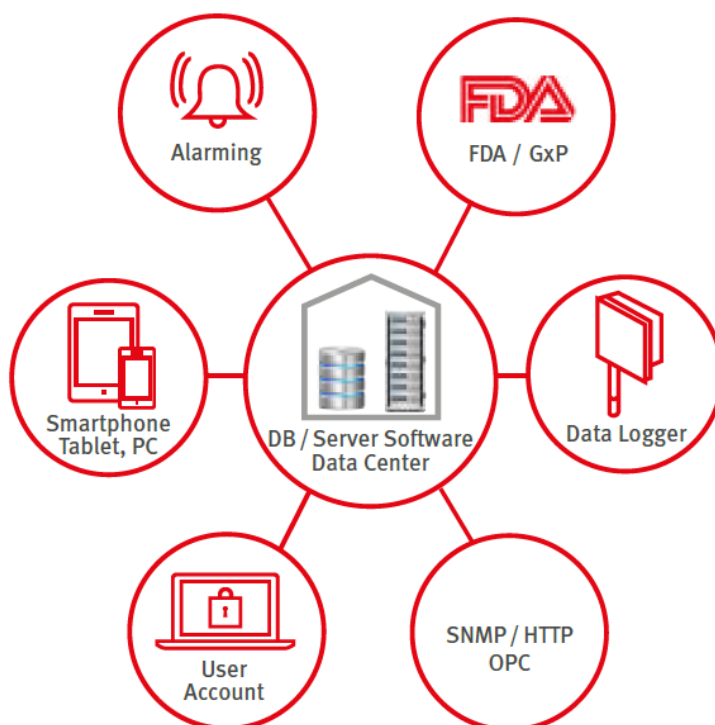 Alarming
FDA
FDA / GxP
Smartphone
Tablet, PC
DB / Server Software
Data Center
Data Logger
User
Account
SNMP / HTTP
OPC